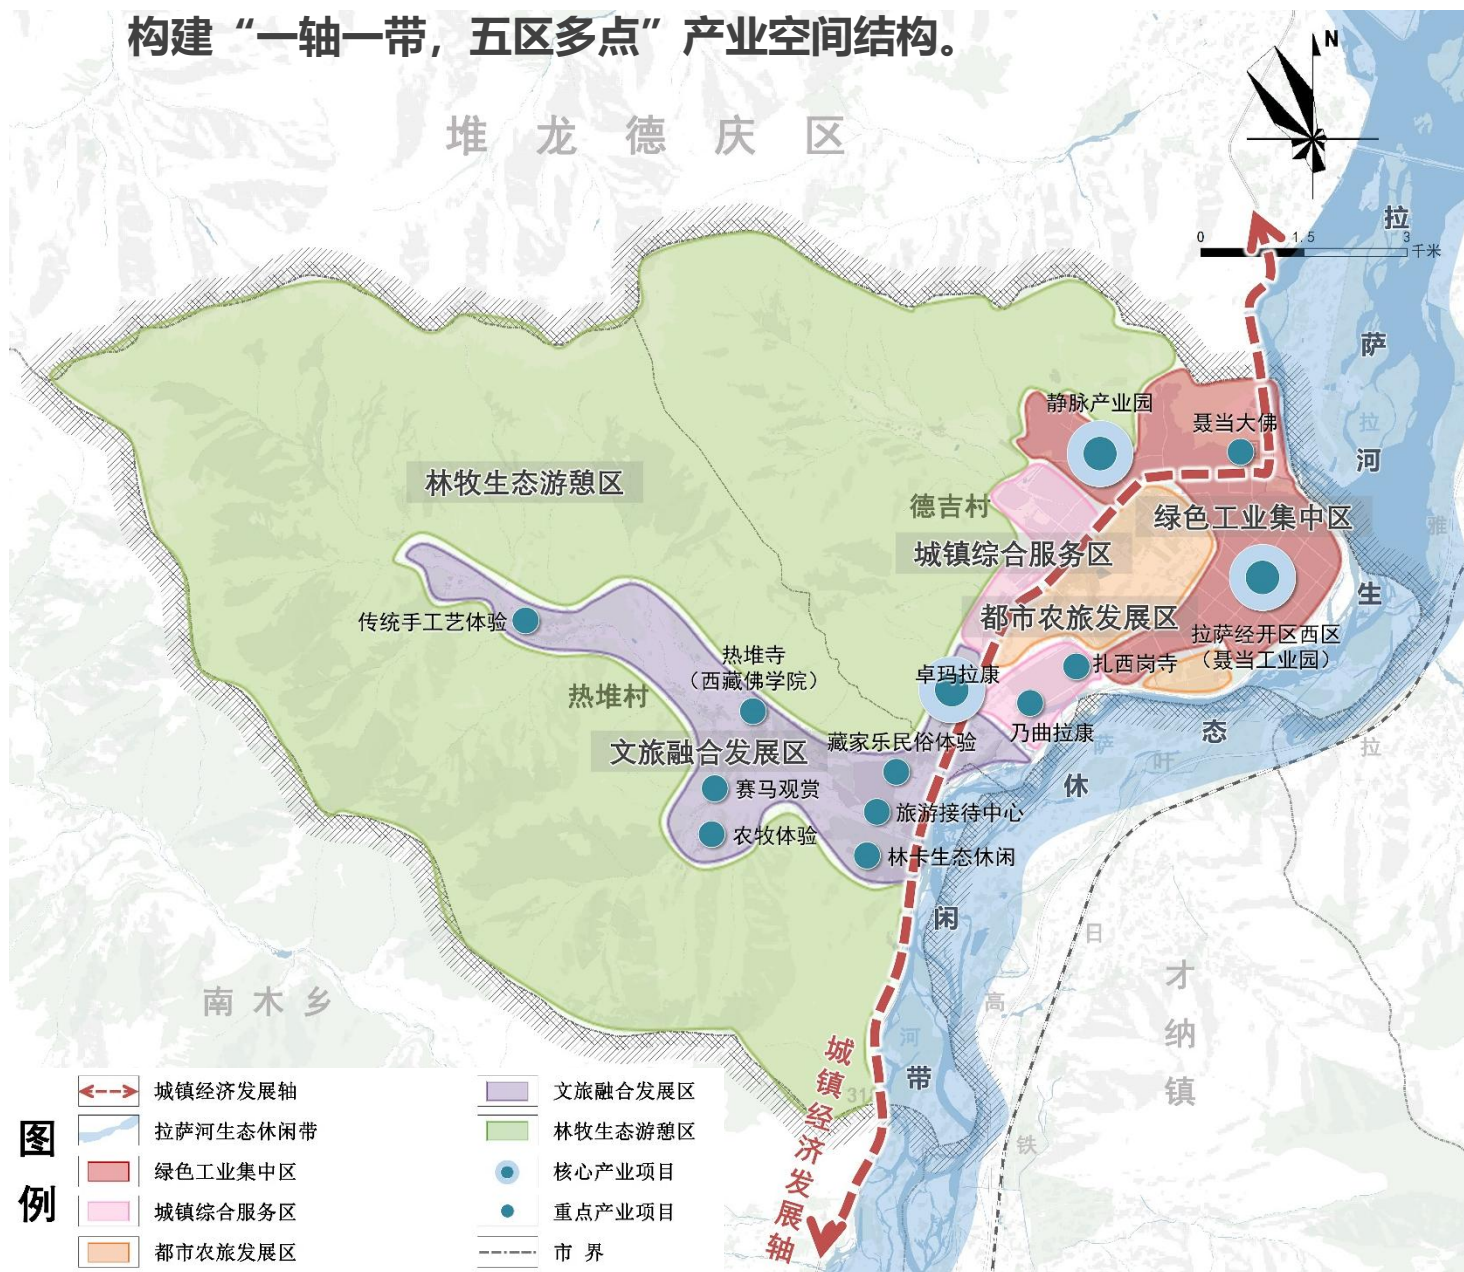 构建“一轴一带，五区多点”产业空间结构。
N
堆龙德庆区
0 1.5 3
千米
拉萨河生态休闲带
静脉产业园
聂当大佛
拉
林牧生态游憩区
德吉村
绿色工业集中区
雅
城镇综合服务区
传统手工艺体验
都市农旅发展区
拉萨经开区西区
（聂当工业园）
热堆寺
（西藏佛学院）
扎西岗寺
卓玛拉康
热堆村
乃曲拉康
藏家乐民俗体验
文旅融合发展区
萨
叶
拉
赛马观赏
旅游接待中心
农牧体验
林卡生态休闲
日
才纳镇
南木乡
高
河
城镇经济发展轴
31
铁
图例
城镇经济发展轴
拉萨河生态休闲带
绿色工业集中区
城镇综合服务区
都市农旅发展区
文旅融合发展区
林牧生态游憩区
核心产业项目
重点产业项目
市 界